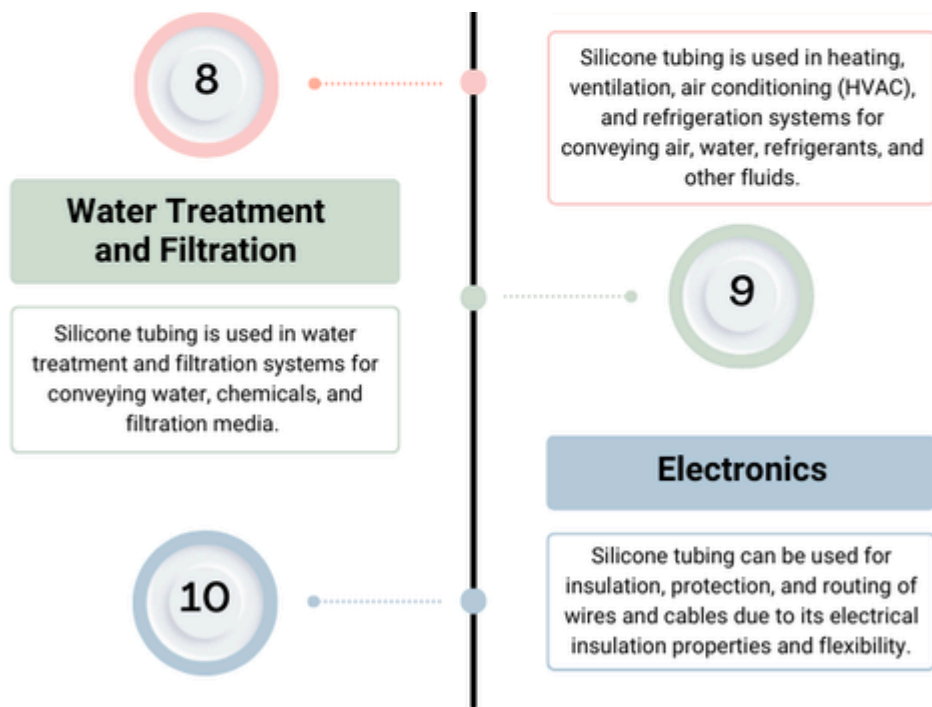 8
Silicone tubing is used in heating,
ventilation, air conditioning (HVAC),
and refrigeration systems for
conveying air, water, refrigerants, and
other fluids.
Water Treatment
and Filtration
9
Silicone tubing is used in water
treatment and filtration systems for
conveying water, chemicals, and
filtration media.
Electronics
10
Silicone tubing can be used for
insulation, protection, and routing of
wires and cables due to its electrical
insulation properties and flexibility.